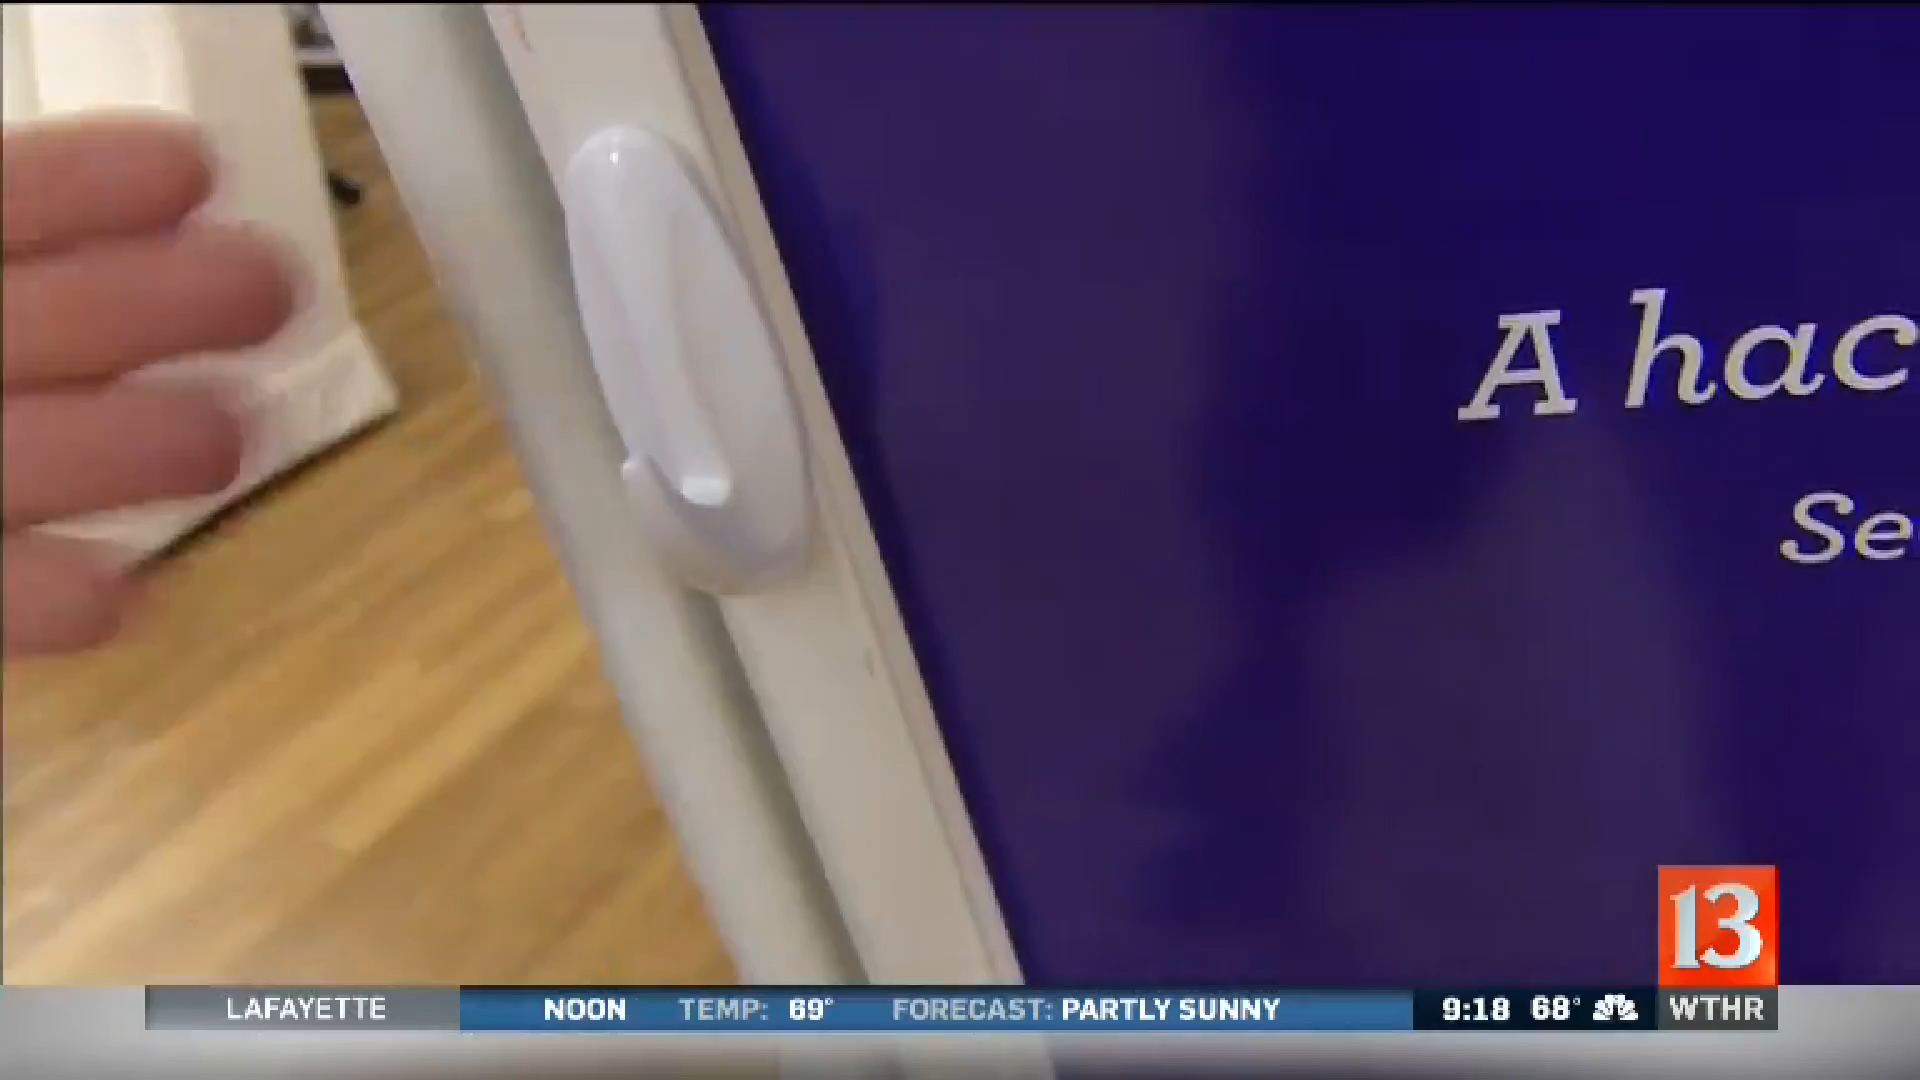 A hac
Se
13
LAFAYETTE NOON TEMP: 69° FORECAST: PARTLY SUNNY 9:18 68° WTHR